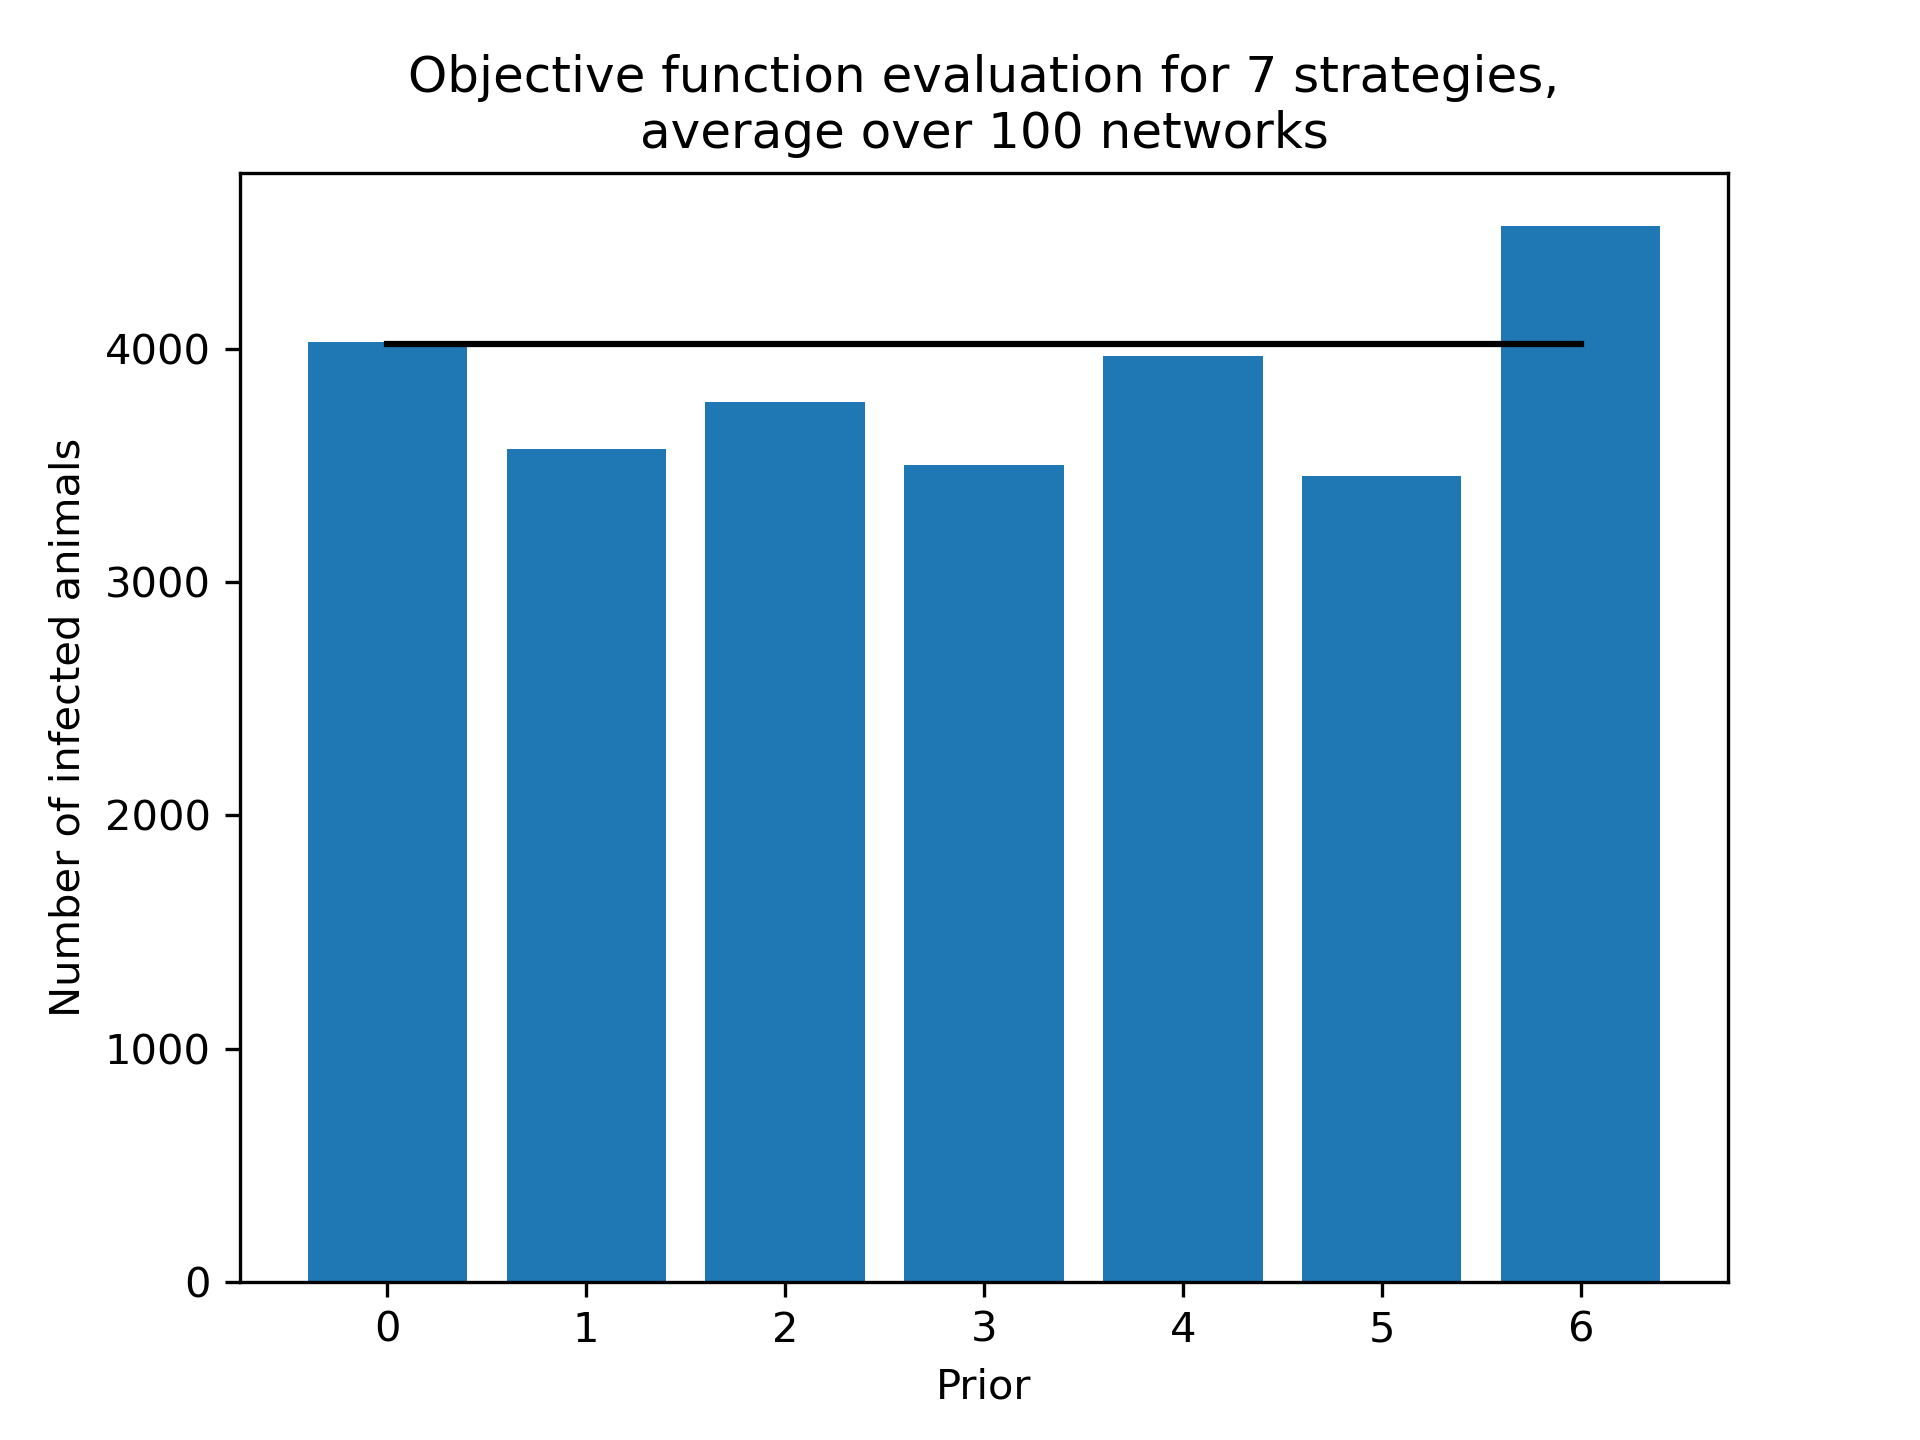 Objective function evaluation for 7 strategies,
average over 100 networks
Number of infected animals
4000
3000
2000
1000
0
0 1 2 3 4 5 6
Prior